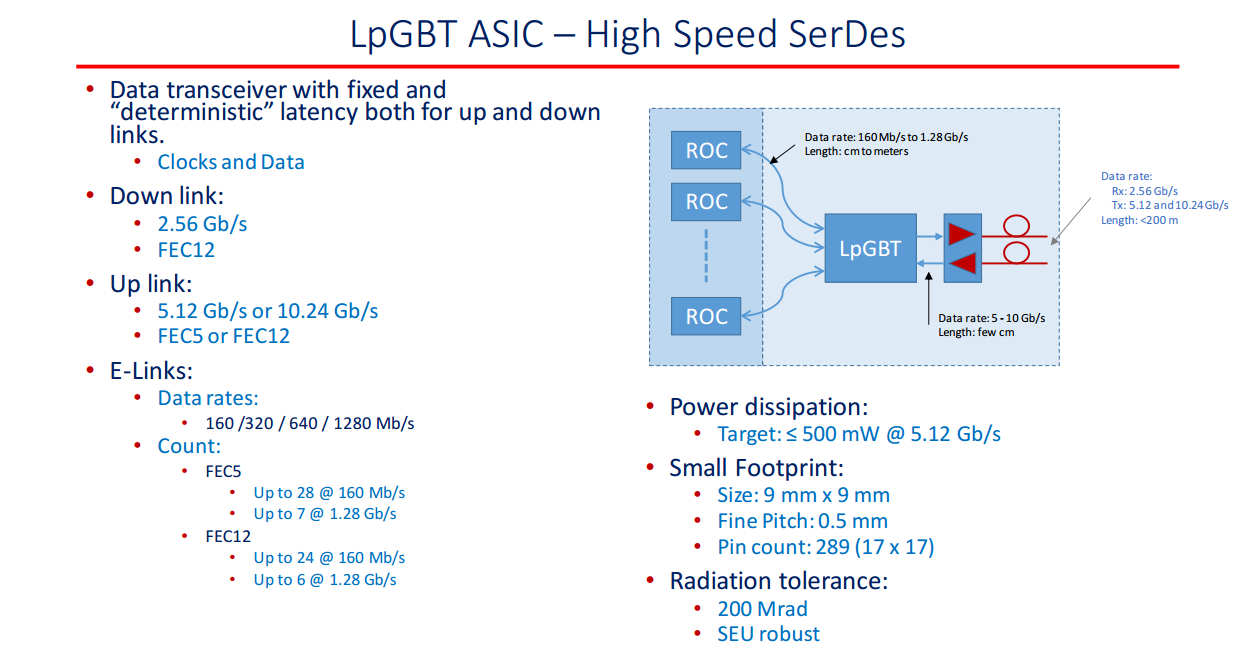 LpGBT ASIC – High Speed SerDes
• Data transceiver with fixed and
“deterministic” latency both for up and down
links.
• Clocks and Data
• Down link:
• 2.56 Gb/s
• FEC12
• Up link:
• 5.12 Gb/s or 10.24 Gb/s
• FEC5 or FEC12
• E-Links:
• Data rates:
• 160 /320 / 640 / 1280 Mb/s
• Count:
• FEC5
• Up to 28 @ 160 Mb/s
• Up to 7 @ 1.28 Gb/s
• FEC12
• Up to 24 @ 160 Mb/s
• Up to 6 @ 1.28 Gb/s
ROC
ROC
ROC
Data rate: 160 Mb/s to 1.28 Gb/s
Length: cm to meters
LpGBT
Data rate: 5 - 10 Gb/s
Length: few cm
Data rate:
Rx: 2.56 Gb/s
Tx: 5.12 and 10.24 Gb/s
Length: <200 m
• Power dissipation:
• Target: ≤ 500 mW @ 5.12 Gb/s
• Small Footprint:
• Size: 9 mm x 9 mm
• Fine Pitch: 0.5 mm
• Pin count: 289 (17 x 17)
• Radiation tolerance:
• 200 Mrad
• SEU robust